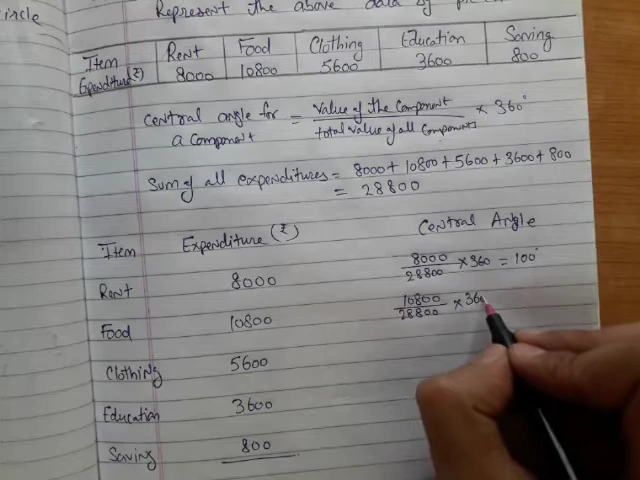 ircle
Represent the above data by
Item Rent Food Clothing Education Saving
Expenditure(₹) 8000 10800 5600 3600 800
Central angle for a component = Value of the component / total value of all components × 360°
Sum of all expenditures = 8000 + 10800 + 5600 + 3600 + 800
= 28800
Item Expenditure (₹) Central Angle
Rent 8000 8000/28800 × 360 = 100°
Food 10800 10800/28800 × 360
Clothing 5600
Education 3600
Saving 800